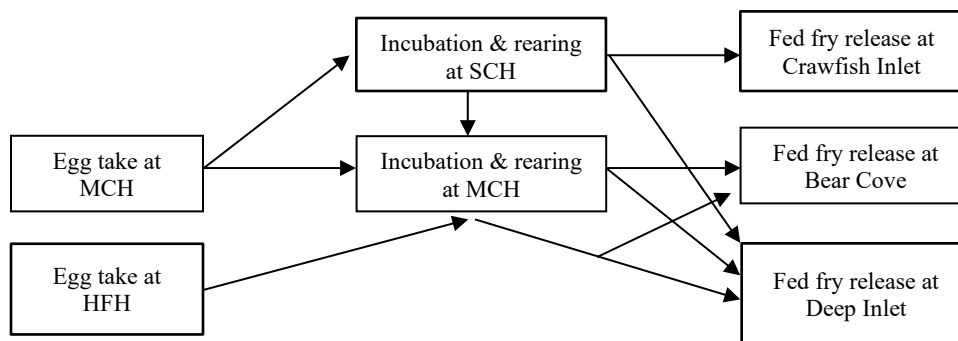 Incubation & rearing
at SCH
Fed fry release at
Crawfish Inlet
Egg take at
MCH
Incubation & rearing
at MCH
Fed fry release at
Bear Cove
Egg take at
HFH
Fed fry release at
Deep Inlet